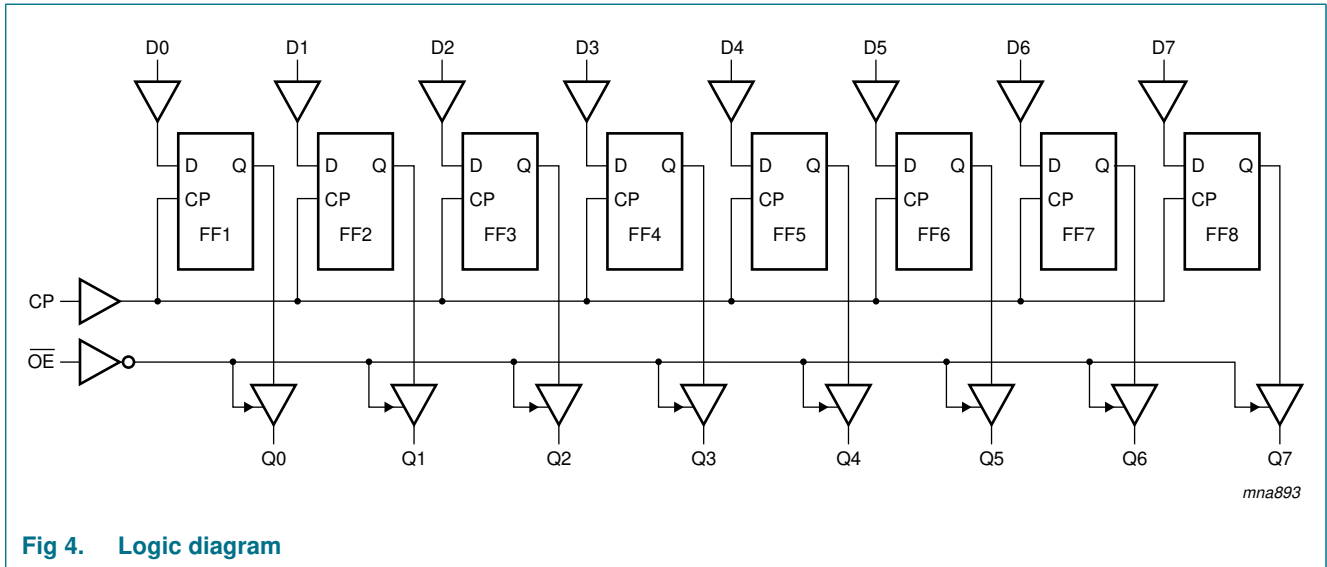 D0 D1 D2 D3 D4 D5 D6 D7
D Q D Q D Q D Q D Q D Q D Q D Q
CP CP CP CP CP CP CP CP
FF1 FF2 FF3 FF4 FF5 FF6 FF7 FF8
CP
O̅E̅
Q0 Q1 Q2 Q3 Q4 Q5 Q6 Q7
mna893
Fig 4. Logic diagram